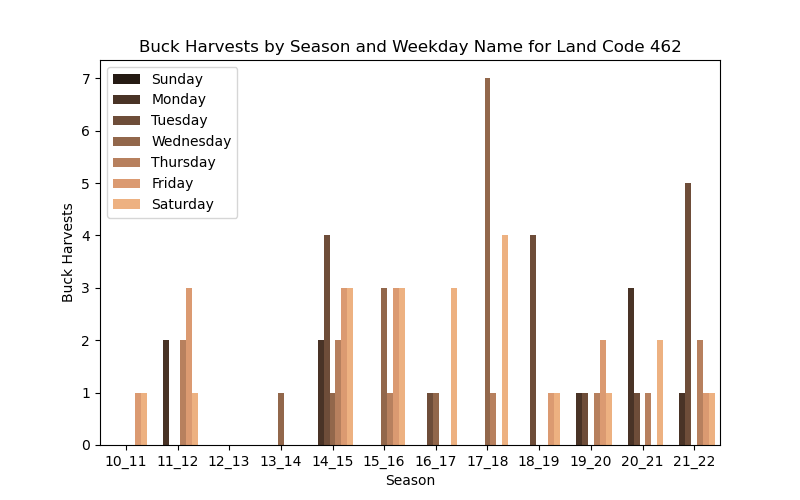 Buck Harvests by Season and Weekday Name for Land Code 462
Sunday
Monday
Tuesday
Wednesday
Thursday
Friday
Saturday
7
6
5
4
3
2
1
0
Buck Harvests
10_11 11_12 12_13 13_14 14_15 15_16 16_17 17_18 18_19 19_20 20_21 21_22
Season